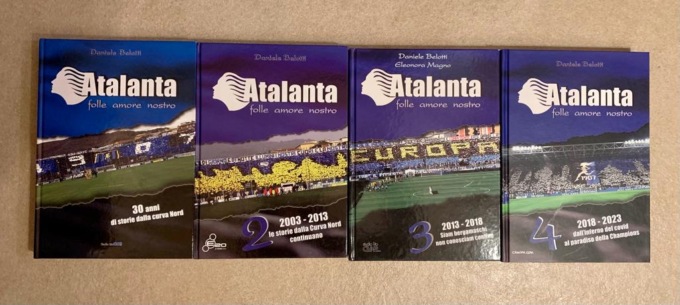 Daniele Belotti
Atalanta
folle amore nostro
30 anni
di storie dalla curva Nord
Daniele Belotti
Atalanta
folle amore nostro
2
2003 - 2013
le storie dalla Curva Nord
continuano
Daniele Belotti
Eleonora Magno
Atalanta
folle amore nostro
EUROPA
3
2013 - 2018
Siam bergamaschi
non conosciam confini
Daniele Belotti
Atalanta
folle amore nostro
4
2018 - 2023
dall'inferno del covid
al paradiso della Champions